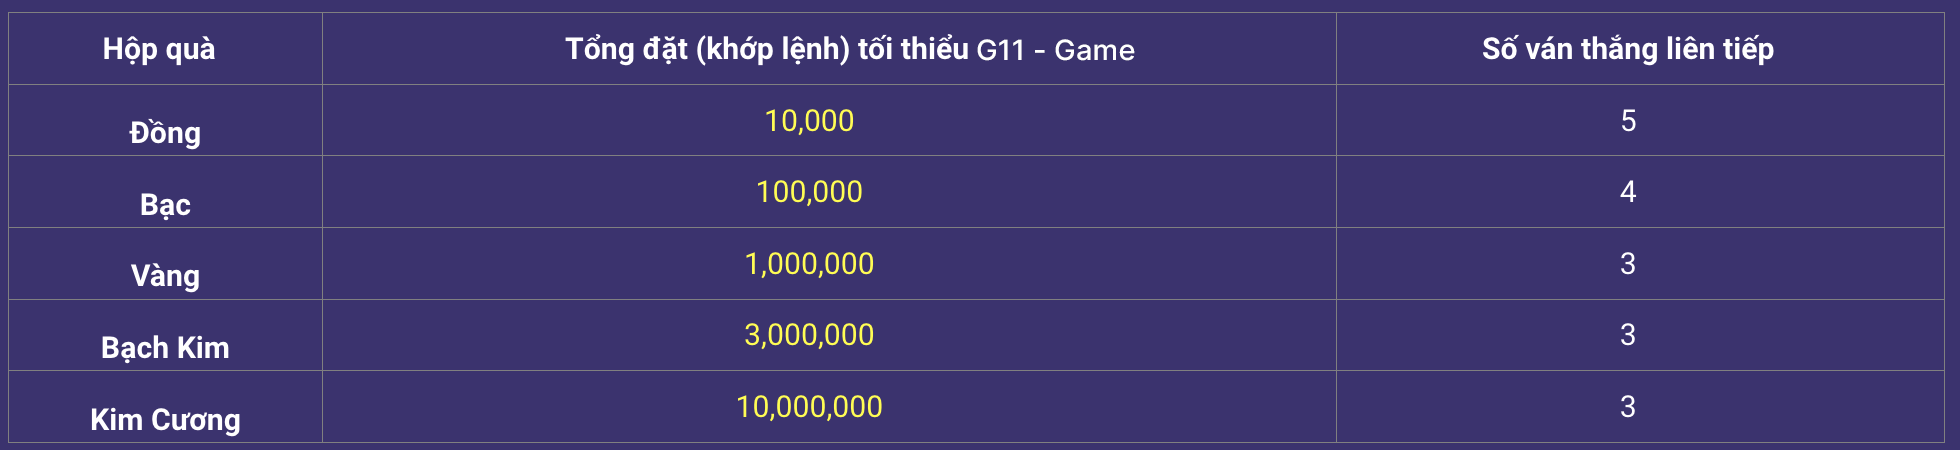 Hộp quà Tổng đặt (khớp lệnh) tối thiểu G11 - Game Số ván thắng liên tiếp
Đồng 10,000 5
Bạc 100,000 4
Vàng 1,000,000 3
Bạch Kim 3,000,000 3
Kim Cương 10,000,000 3